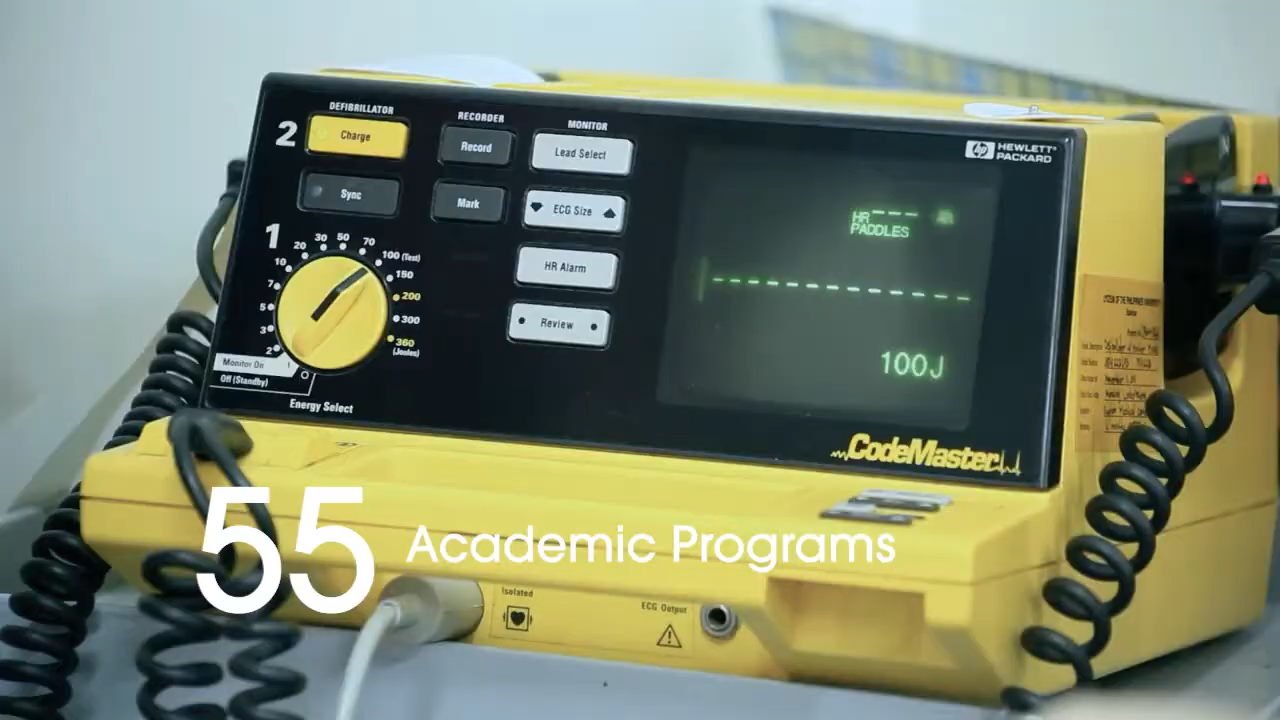 DEFIBRILLATOR
2 Charge
Sync
RECORDER
Record
Mark
MONITOR
Lead Select
ECG Size
HR Alarm
Review
1
2
3
5
7
10
20
30
50
70
100 (Test)
150
200
300
360
(Joules)
Monitor On
Off (Standby)
Energy Select
hp HEWLETT
PACKARD
HR---
PADDLES
100J
CodeMaster
55 Academic Programs
Isolated
ECG Output